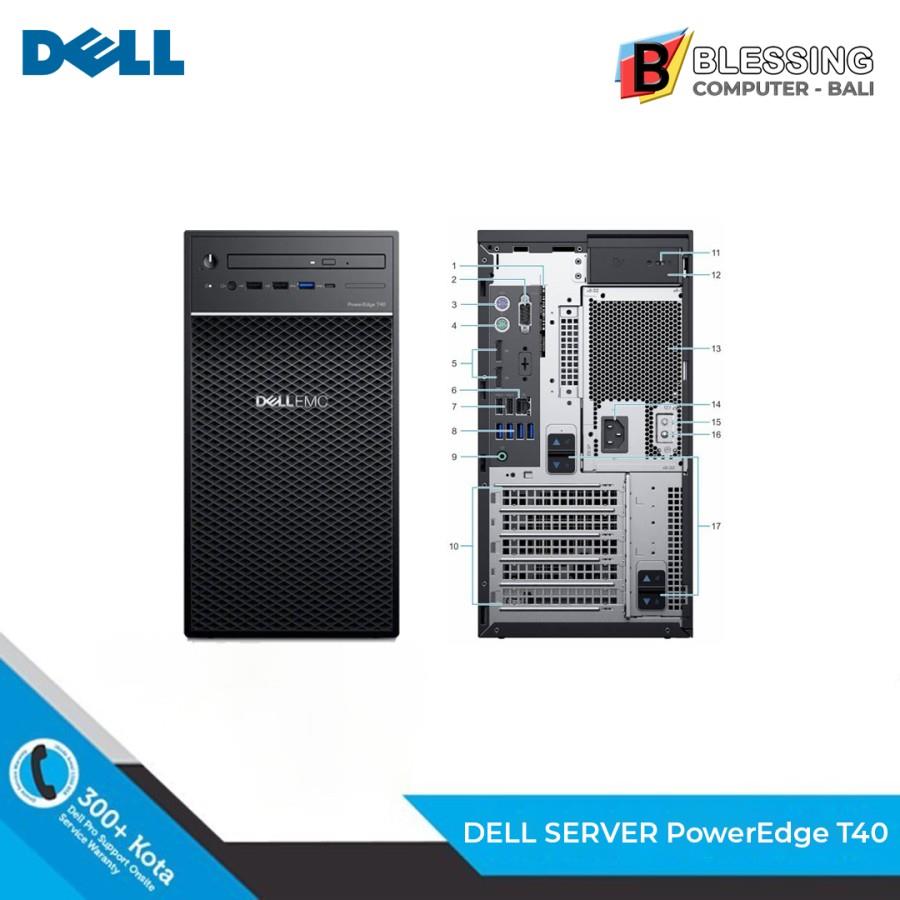 DELL
B BLESSING
COMPUTER - BALI
PowerEdge T40
DELLEMC
1
2
3
4
5
6
7
8
9
10
11
12
13
14
15
16
17
300+ Kota
Dell Pro Support Onsite
Service Waranty
DELL SERVER PowerEdge T40